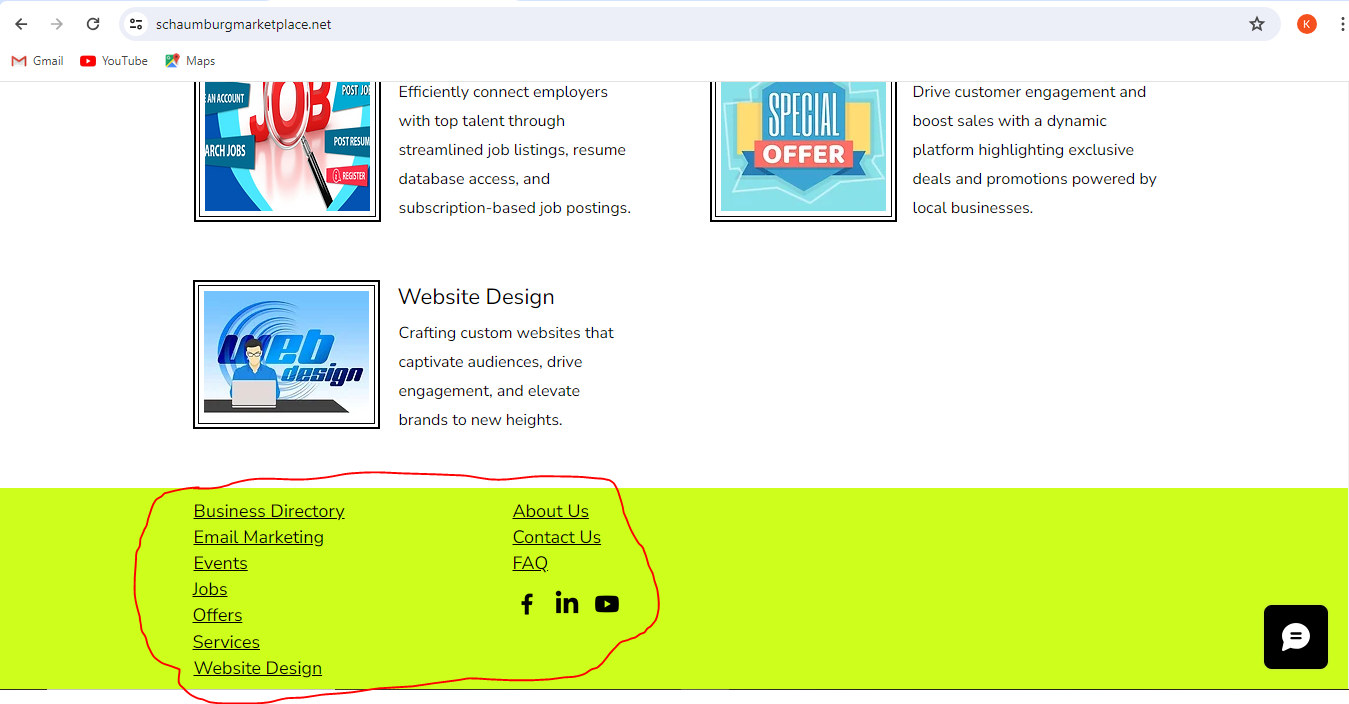 schaumburgmarketplace.net
K
Gmail
YouTube
Maps
AN ACCOUNT
JOB
POST JOB
ARCH JOBS
POST RESUM
REGISTER
Efficiently connect employers
with top talent through
streamlined job listings, resume
database access, and
subscription-based job postings.
SPECIAL
OFFER
Drive customer engagement and
boost sales with a dynamic
platform highlighting exclusive
deals and promotions powered by
local businesses.
web
design
Website Design
Crafting custom websites that
captivate audiences, drive
engagement, and elevate
brands to new heights.
Business Directory
Email Marketing
Events
Jobs
Offers
Services
Website Design
About Us
Contact Us
FAQ